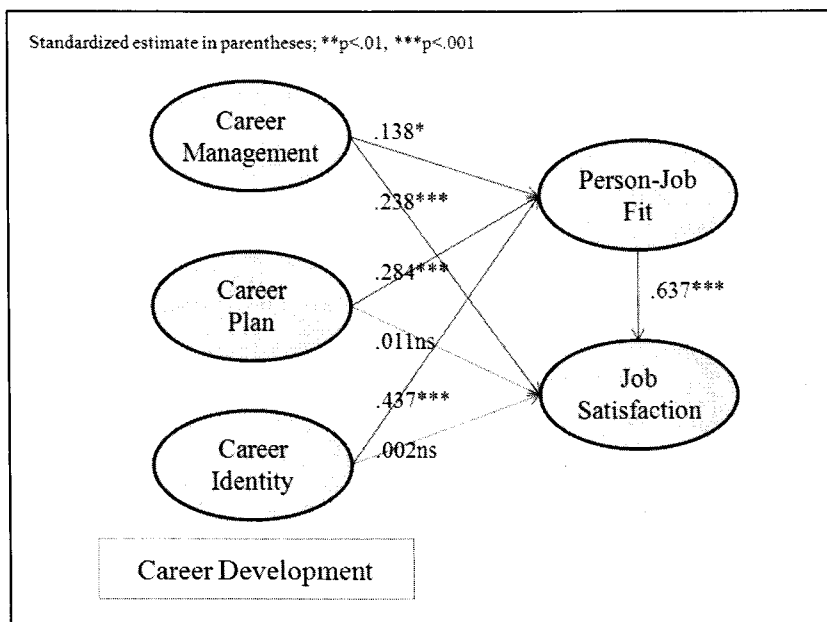 Standardized estimate in parentheses; **p<.01, ***p<.001
Career
Management
.138*
.238***
Person-Job
Fit
Career
Plan
.284***
.011ns
.637***
Job
Satisfaction
.437***
.002ns
Career
Identity
Career Development